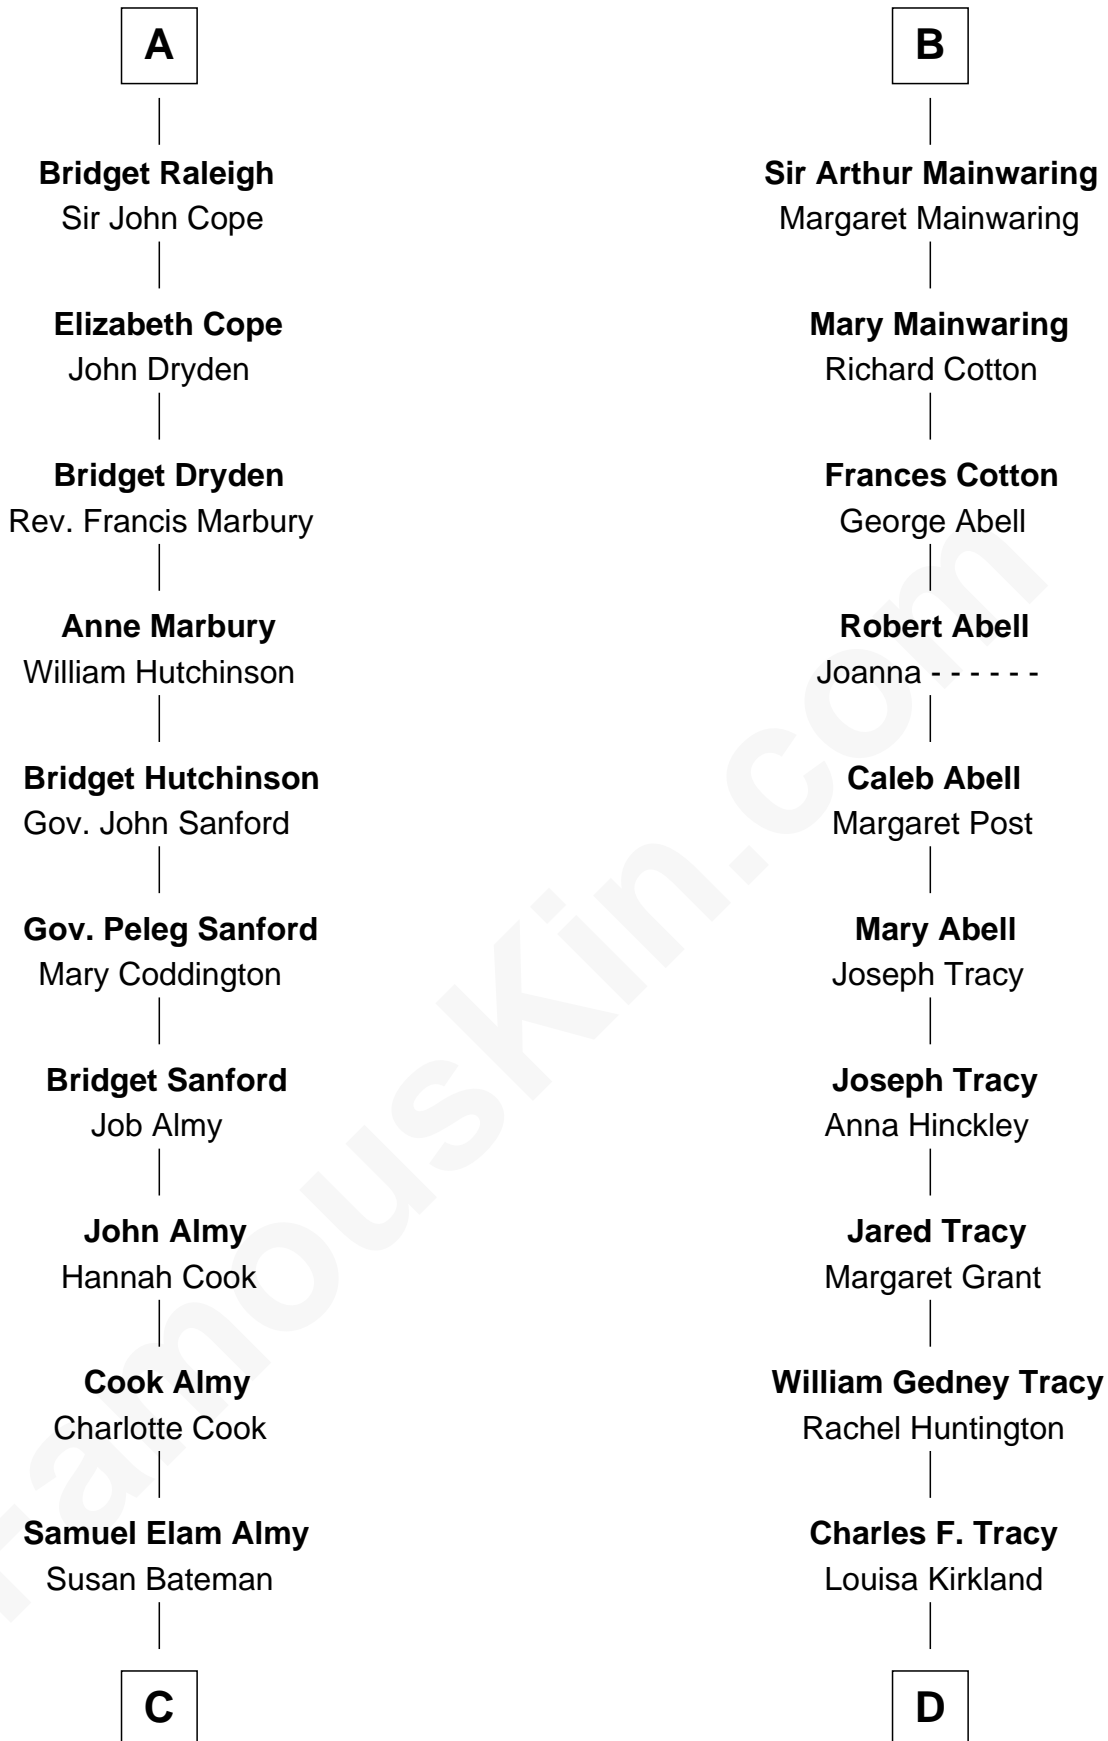 A
Bridget Raleigh
Sir John Cope
Elizabeth Cope
John Dryden
Bridget Dryden
Rev. Francis Marbury
Anne Marbury
William Hutchinson
Bridget Hutchinson
Gov. John Sanford
Gov. Peleg Sanford
Mary Coddington
Bridget Sanford
Job Almy
John Almy
Hannah Cook
Cook Almy
Charlotte Cook
Samuel Elam Almy
Susan Bateman
C
B
Sir Arthur Mainwaring
Margaret Mainwaring
Mary Mainwaring
Richard Cotton
Frances Cotton
George Abell
Robert Abell
Joanna - - - - - -
Caleb Abell
Margaret Post
Mary Abell
Joseph Tracy
Joseph Tracy
Anna Hinckley
Jared Tracy
Margaret Grant
William Gedney Tracy
Rachel Huntington
Charles F. Tracy
Louisa Kirkland
D
FamousKin.com